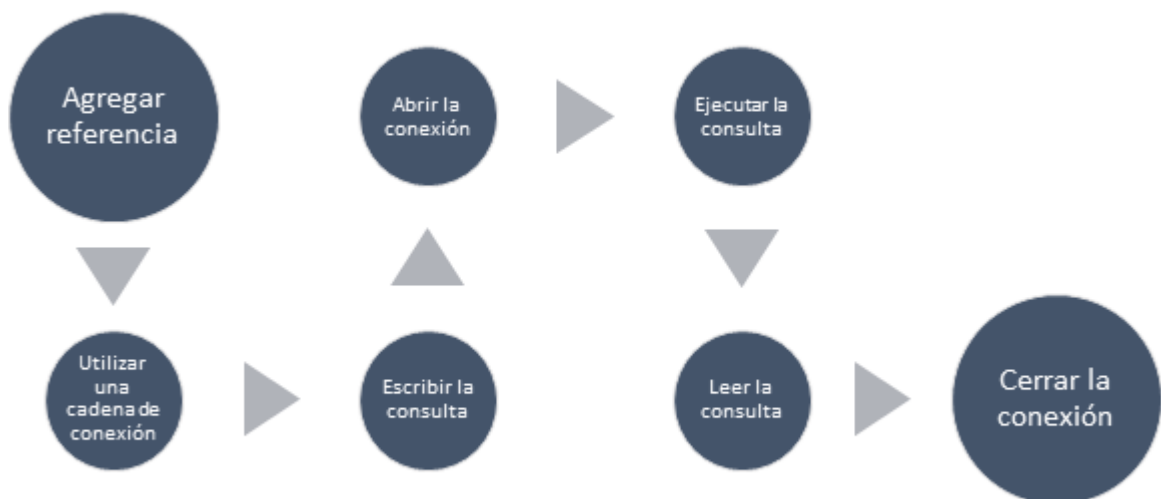 Agregar
referencia
Utilizar
una
cadena de
conexión
Escribir la
consulta
Abrir la
conexión
Ejecutar la
consulta
Leer la
consulta
Cerrar la
conexión